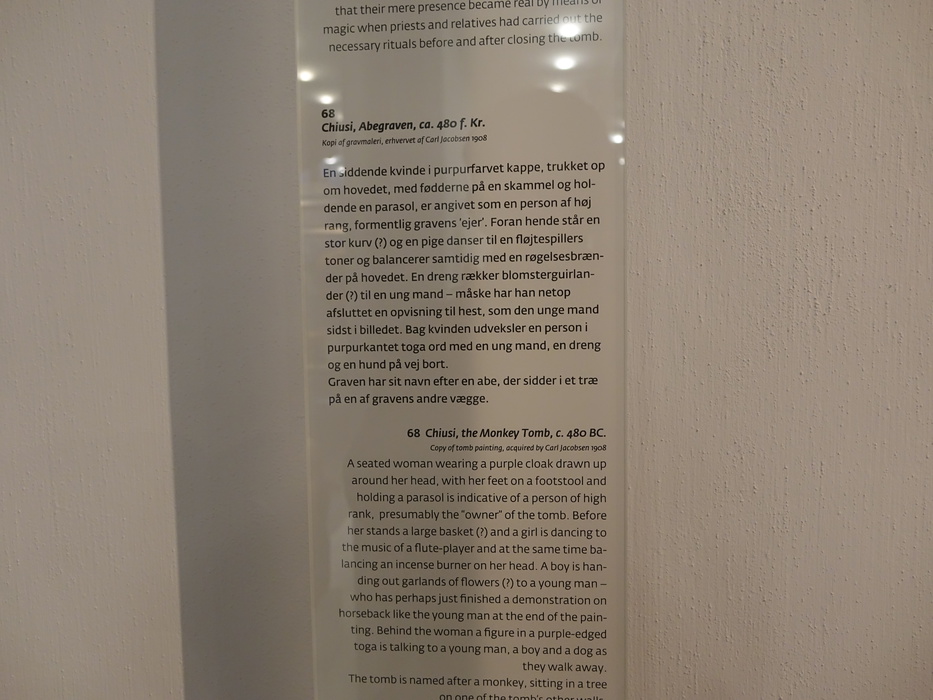 that their mere presence became real by means of
magic when priests and relatives had carried out the
necessary rituals before and after closing the tomb.
68
Chiusi, Abegraven, ca. 480 f. Kr.
Kopi af gravmaleri, erhvervet af Carl Jacobsen 1908
En siddende kvinde i purpurfarvet kappe, trukket op
om hovedet, med fødderne på en skammel og hol-
dende en parasol, er angivet som en person af høj
rang, formentlig gravens 'ejer'. Foran hende står en
stor kurv (?) og en pige danser til en fløjtespillers
toner og balancerer samtidig med en røgelsesbræn-
der på hovedet. En dreng rækker blomsterguirlan-
der (?) til en ung mand – måske har han netop
afsluttet en opvisning til hest, som den unge mand
sidst i billedet. Bag kvinden udveksler en person i
purpurkantet toga ord med en ung mand, en dreng
og en hund på vej bort.
Graven har sit navn efter en abe, der sidder i et træ
på en af gravens andre vægge.
68 Chiusi, the Monkey Tomb, c. 480 BC.
Copy of tomb painting, acquired by Carl Jacobsen 1908
A seated woman wearing a purple cloak drawn up
around her head, with her feet on a footstool and
holding a parasol is indicative of a person of high
rank, presumably the "owner" of the tomb. Before
her stands a large basket (?) and a girl is dancing to
the music of a flute-player and at the same time ba-
lancing an incense burner on her head. A boy is han-
ding out garlands of flowers (?) to a young man –
who has perhaps just finished a demonstration on
horseback like the young man at the end of the pain-
ting. Behind the woman a figure in a purple-edged
toga is talking to a young man, a boy and a dog as
they walk away.
The tomb is named after a monkey, sitting in a tree
on one of the tomb's other walls.